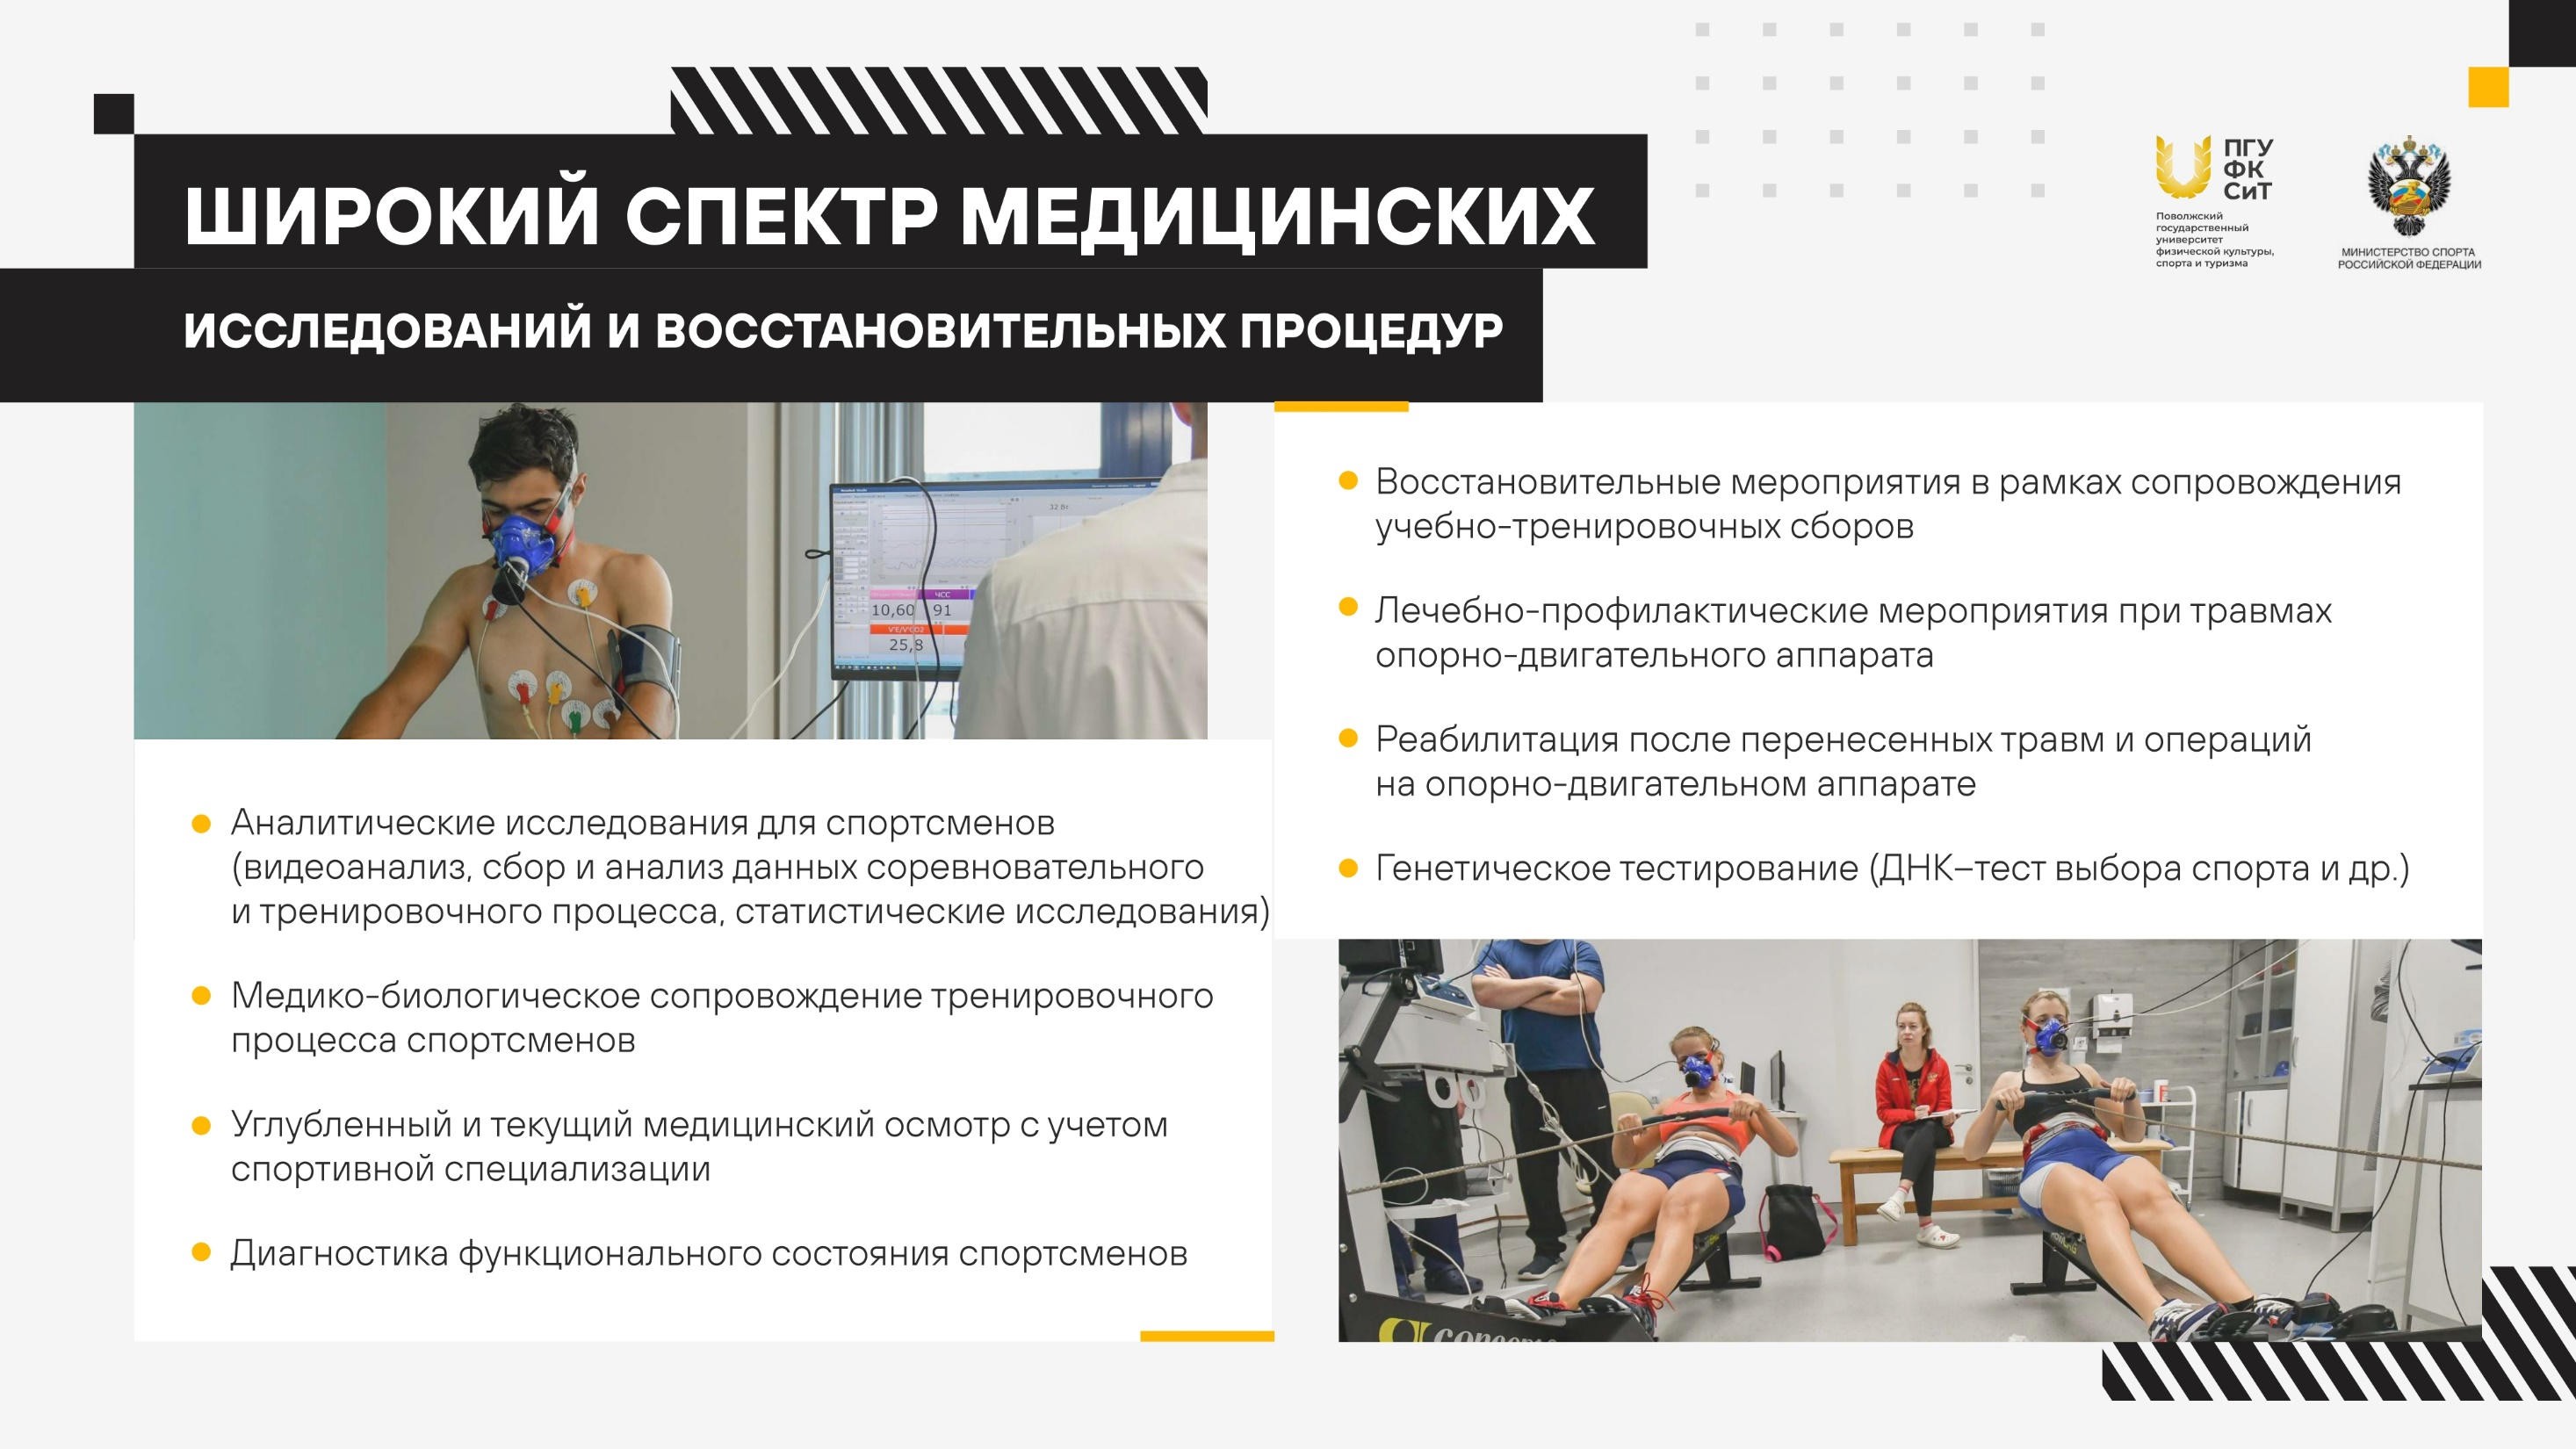 ШИРОКИЙ СПЕКТР МЕДИЦИНСКИХ
ИССЛЕДОВАНИЙ И ВОССТАНОВИТЕЛЬНЫХ ПРОЦЕДУР
ПГУ
ФК
СиТ
Поволжский
государственный
университет
физической культуры,
спорта и туризма
МИНИСТЕРСТВО СПОРТА
РОССИЙСКОЙ ФЕДЕРАЦИИ
32 Вт
ЧСС
10,60 91
V'E/V'CO2
25,8
Аналитические исследования для спортсменов
(видеоанализ, сбор и анализ данных соревновательного
и тренировочного процесса, статистические исследования)
Медико-биологическое сопровождение тренировочного
процесса спортсменов
Углубленный и текущий медицинский осмотр с учетом
спортивной специализации
Диагностика функционального состояния спортсменов
Восстановительные мероприятия в рамках сопровождения
учебно-тренировочных сборов
Лечебно-профилактические мероприятия при травмах
опорно-двигательного аппарата
Реабилитация после перенесенных травм и операций
на опорно-двигательном аппарате
Генетическое тестирование (ДНК–тест выбора спорта и др.)